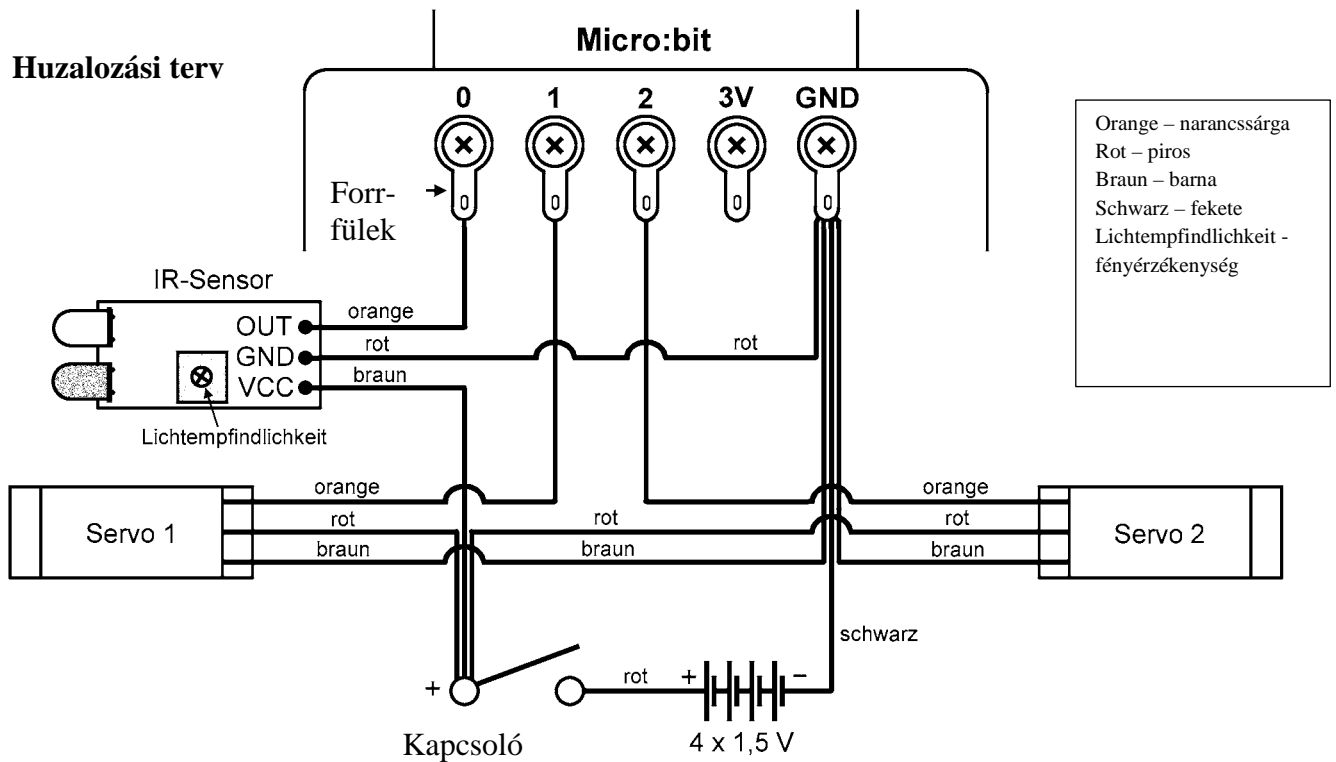 Micro:bit
Huzalozási terv
0 1 2 3V GND
Orange – narancssárga
Rot – piros
Braun – barna
Schwarz – fekete
Lichtempfindlichkeit -
fényérzékenység
Forr-
fülek
IR-Sensor
OUT
orange
GND
rot
rot
VCC
braun
Lichtempfindlichkeit
Servo 1
orange
rot
braun
rot
braun
orange
rot
braun
Servo 2
schwarz
+
rot
+
–
Kapcsoló
4 x 1,5 V